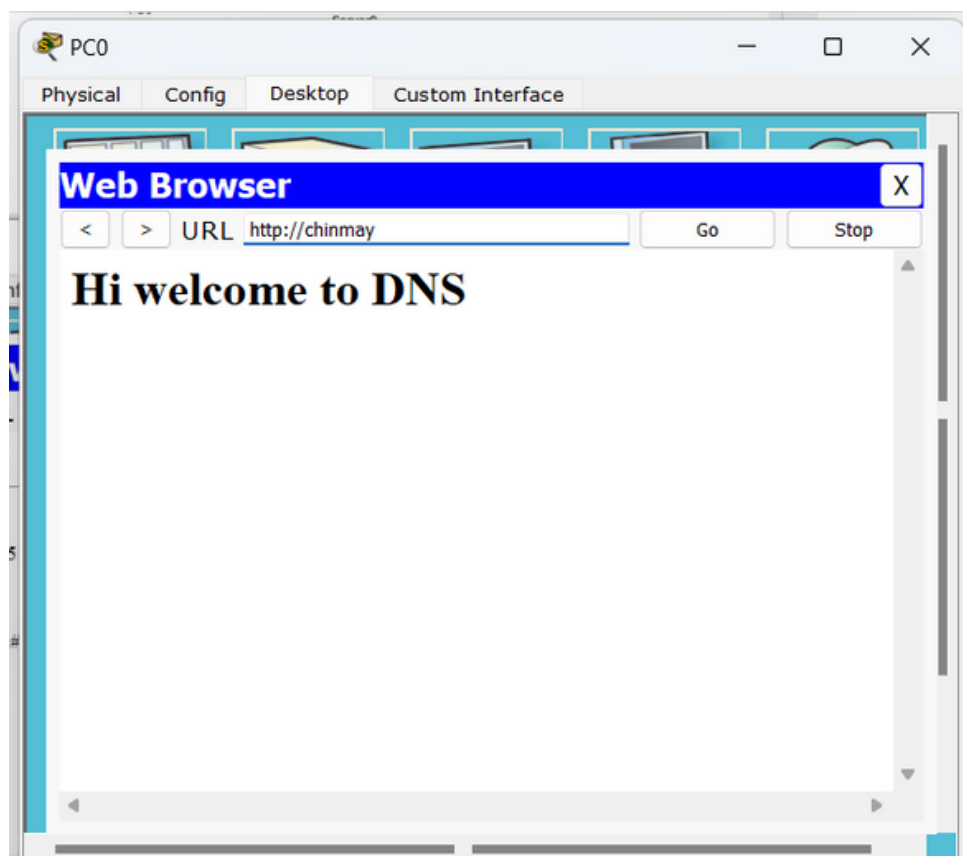 PC0
Physical Config Desktop Custom Interface
Web Browser
X
< > URL http://chinmay Go Stop
Hi welcome to DNS